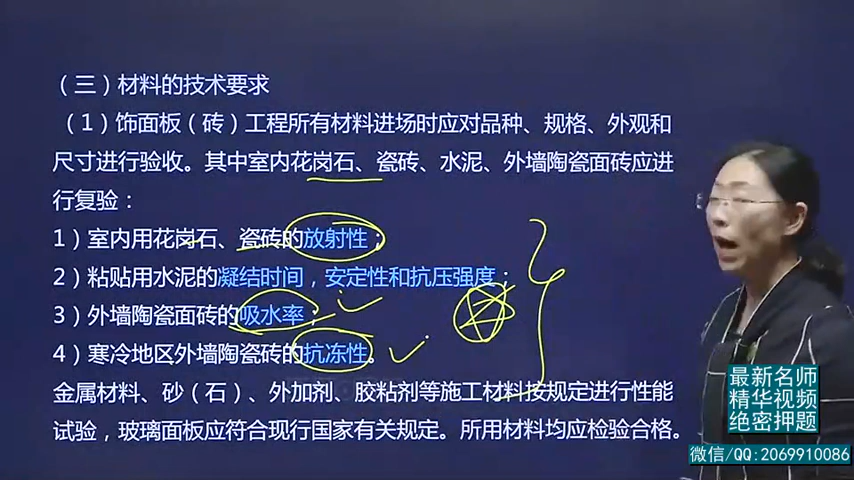 （三）材料的技术要求
（1）饰面板（砖）工程所有材料进场时应对品种、规格、外观和
尺寸进行验收。其中室内花岗石、瓷砖、水泥、外墙陶瓷面砖应进
行复验：
1）室内用花岗石、瓷砖的放射性；
2）粘贴用水泥的凝结时间，安定性和抗压强度；
3）外墙陶瓷面砖的吸水率；
4）寒冷地区外墙陶瓷砖的抗冻性。
金属材料、砂（石）、外加剂、胶粘剂等施工材料按规定进行性能
试验，玻璃面板应符合现行国家有关规定。所用材料均应检验合格。
最新名师
精华视频
绝密押题
微信/QQ:2069910086